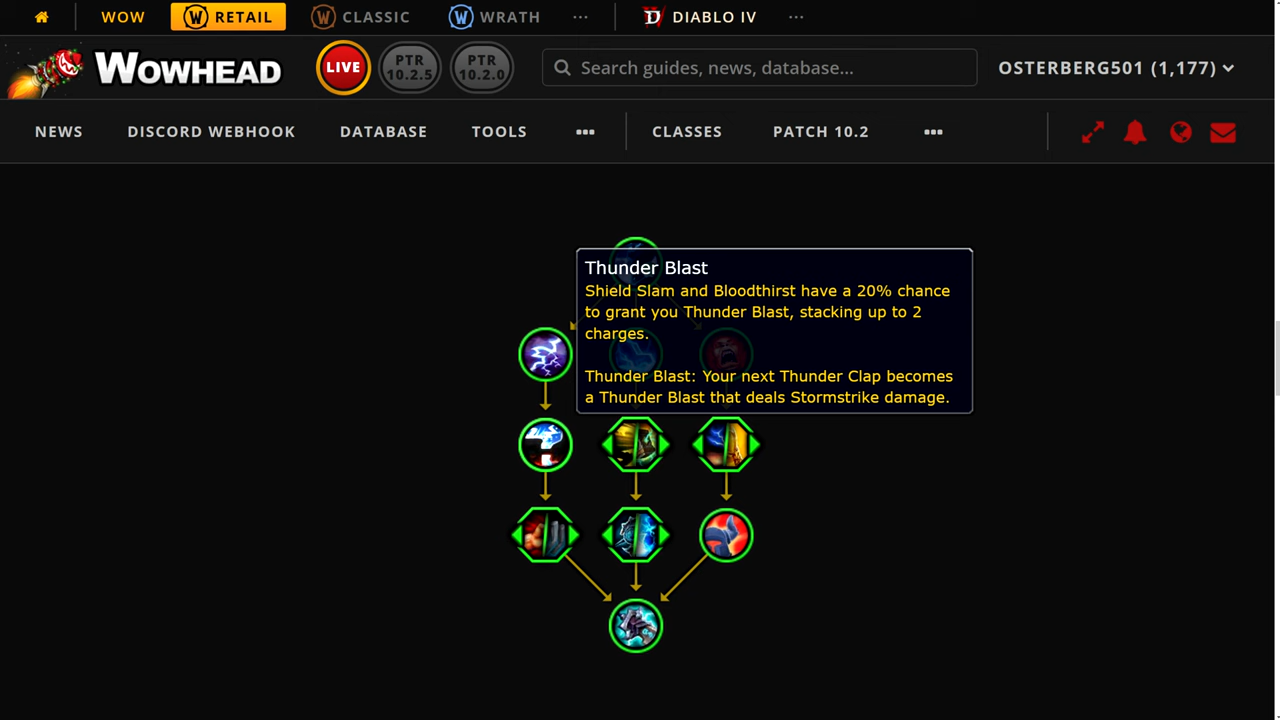 WOW RETAIL CLASSIC WRATH ··· DIABLO IV ···
WOWHEAD LIVE PTR 10.2.5 PTR 10.2.0 Search guides, news, database... OSTERBERG501 (1,177)
NEWS DISCORD WEBHOOK DATABASE TOOLS ••• CLASSES PATCH 10.2 •••
Thunder Blast
Shield Slam and Bloodthirst have a 20% chance
to grant you Thunder Blast, stacking up to 2
charges.
Thunder Blast: Your next Thunder Clap becomes
a Thunder Blast that deals Stormstrike damage.